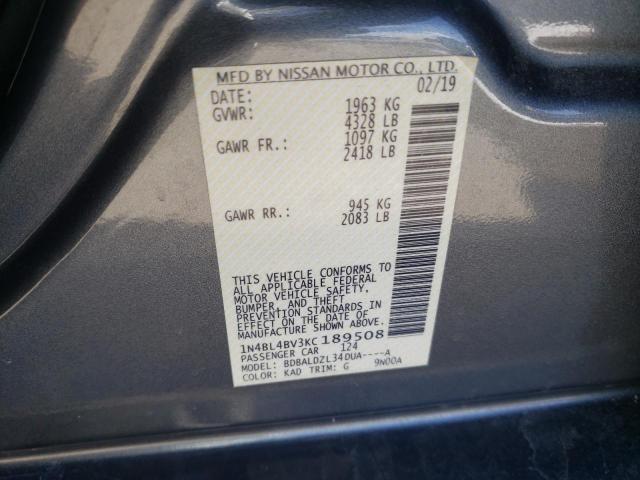 MFD BY NISSAN MOTOR CO., LTD.
DATE: 02/19
GVWR: 1963 KG
4328 LB
GAWR FR.: 1097 KG
2418 LB
GAWR RR.: 945 KG
2083 LB
THIS VEHICLE CONFORMS TO
ALL APPLICABLE FEDERAL
MOTOR VEHICLE SAFETY,
BUMPER, AND THEFT
PREVENTION STANDARDS IN
EFFECT ON THE DATE OF
MANUFACTURE SHOWN ABOVE.
1N4BL4BV3KC189508
PASSENGER CAR 124
MODEL: BDBALDZL34DUA----A
COLOR: KAD TRIM: G 9N00A